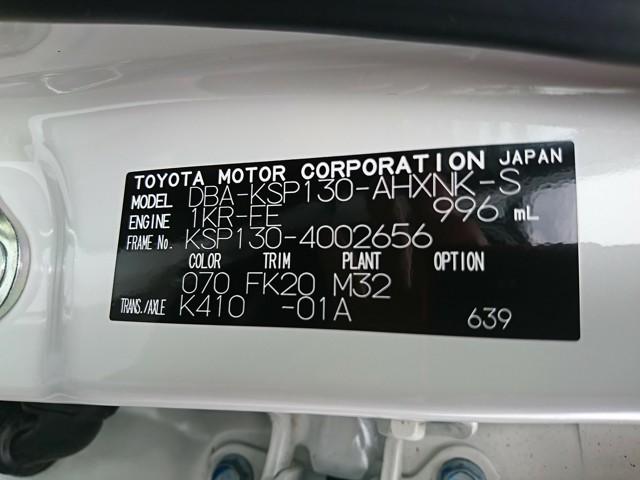 TOYOTA MOTOR CORPORATION JAPAN
MODEL DBA-KSP130-AHXNK-S
ENGINE 1KR-FE 996 mL
FRAME No. KSP130-4002656
COLOR TRIM PLANT OPTION
070 FK20 M32
TRANS./AXLE K410 -01A 639